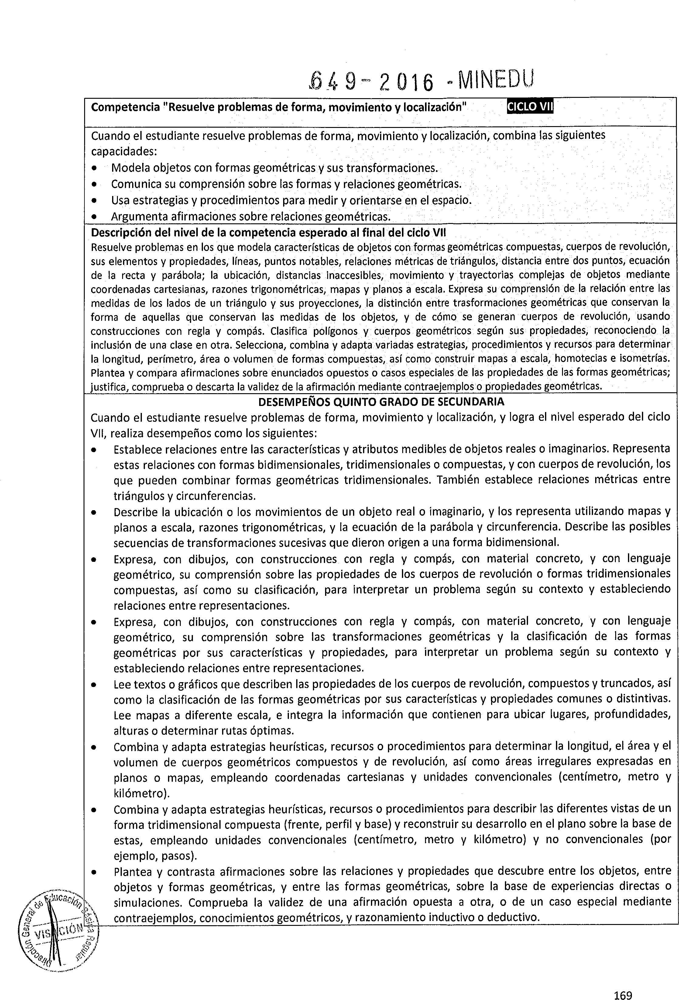 649-2016 -MINEDU
Competencia "Resuelve problemas de forma, movimiento y localización" CICLO VII
Cuando el estudiante resuelve problemas de forma, movimiento y localización, combina las siguientes
capacidades:
• Modela objetos con formas geométricas y sus transformaciones.
• Comunica su comprensión sobre las formas y relaciones geométricas.
• Usa estrategias y procedimientos para medir y orientarse en el espacio.
• Argumenta afirmaciones sobre relaciones geométricas.
Descripción del nivel de la competencia esperado al final del ciclo VII
Resuelve problemas en los que modela características de objetos con formas geométricas compuestas, cuerpos de revolución,
sus elementos y propiedades, líneas, puntos notables, relaciones métricas de triángulos, distancia entre dos puntos, ecuación
de la recta y parábola; la ubicación, distancias inaccesibles, movimiento y trayectorias complejas de objetos mediante
coordenadas cartesianas, razones trigonométricas, mapas y planos a escala. Expresa su comprensión de la relación entre las
medidas de los lados de un triángulo y sus proyecciones, la distinción entre trasformaciones geométricas que conservan la
forma de aquellas que conservan las medidas de los objetos, y de cómo se generan cuerpos de revolución, usando
construcciones con regla y compás. Clasifica polígonos y cuerpos geométricos según sus propiedades, reconociendo la
inclusión de una clase en otra. Selecciona, combina y adapta variadas estrategias, procedimientos y recursos para determinar
la longitud, perímetro, área o volumen de formas compuestas, así como construir mapas a escala, homotecias e isometrías.
Plantea y compara afirmaciones sobre enunciados opuestos o casos especiales de las propiedades de las formas geométricas;
justifica, comprueba o descarta la validez de la afirmación mediante contraejemplos o propiedades geométricas.
DESEMPEÑOS QUINTO GRADO DE SECUNDARIA
Cuando el estudiante resuelve problemas de forma, movimiento y localización, y logra el nivel esperado del ciclo
VII, realiza desempeños como los siguientes:
• Establece relaciones entre las características y atributos medibles de objetos reales o imaginarios. Representa
estas relaciones con formas bidimensionales, tridimensionales o compuestas, y con cuerpos de revolución, los
que pueden combinar formas geométricas tridimensionales. También establece relaciones métricas entre
triángulos y circunferencias.
• Describe la ubicación o los movimientos de un objeto real o imaginario, y los representa utilizando mapas y
planos a escala, razones trigonométricas, y la ecuación de la parábola y circunferencia. Describe las posibles
secuencias de transformaciones sucesivas que dieron origen a una forma bidimensional.
• Expresa, con dibujos, con construcciones con regla y compás, con material concreto, y con lenguaje
geométrico, su comprensión sobre las propiedades de los cuerpos de revolución o formas tridimensionales
compuestas, así como su clasificación, para interpretar un problema según su contexto y estableciendo
relaciones entre representaciones.
• Expresa, con dibujos, con construcciones con regla y compás, con material concreto, y con lenguaje
geométrico, su comprensión sobre las transformaciones geométricas y la clasificación de las formas
geométricas por sus características y propiedades, para interpretar un problema según su contexto y
estableciendo relaciones entre representaciones.
• Lee textos o gráficos que describen las propiedades de los cuerpos de revolución, compuestos y truncados, así
como la clasificación de las formas geométricas por sus características y propiedades comunes o distintivas.
Lee mapas a diferente escala, e integra la información que contienen para ubicar lugares, profundidades,
alturas o determinar rutas óptimas.
• Combina y adapta estrategias heurísticas, recursos o procedimientos para determinar la longitud, el área y el
volumen de cuerpos geométricos compuestos y de revolución, así como áreas irregulares expresadas en
planos o mapas, empleando coordenadas cartesianas y unidades convencionales (centímetro, metro y
kilómetro).
• Combina y adapta estrategias heurísticas, recursos o procedimientos para describir las diferentes vistas de un
forma tridimensional compuesta (frente, perfil y base) y reconstruir su desarrollo en el plano sobre la base de
estas, empleando unidades convencionales (centímetro, metro y kilómetro) y no convencionales (por
ejemplo, pasos).
• Plantea y contrasta afirmaciones sobre las relaciones y propiedades que descubre entre los objetos, entre
objetos y formas geométricas, y entre las formas geométricas, sobre la base de experiencias directas o
simulaciones. Comprueba la validez de una afirmación opuesta a otra, o de un caso especial mediante
contraejemplos, conocimientos geométricos, y razonamiento inductivo o deductivo.
Dirección General de Educación Básica Regular
169